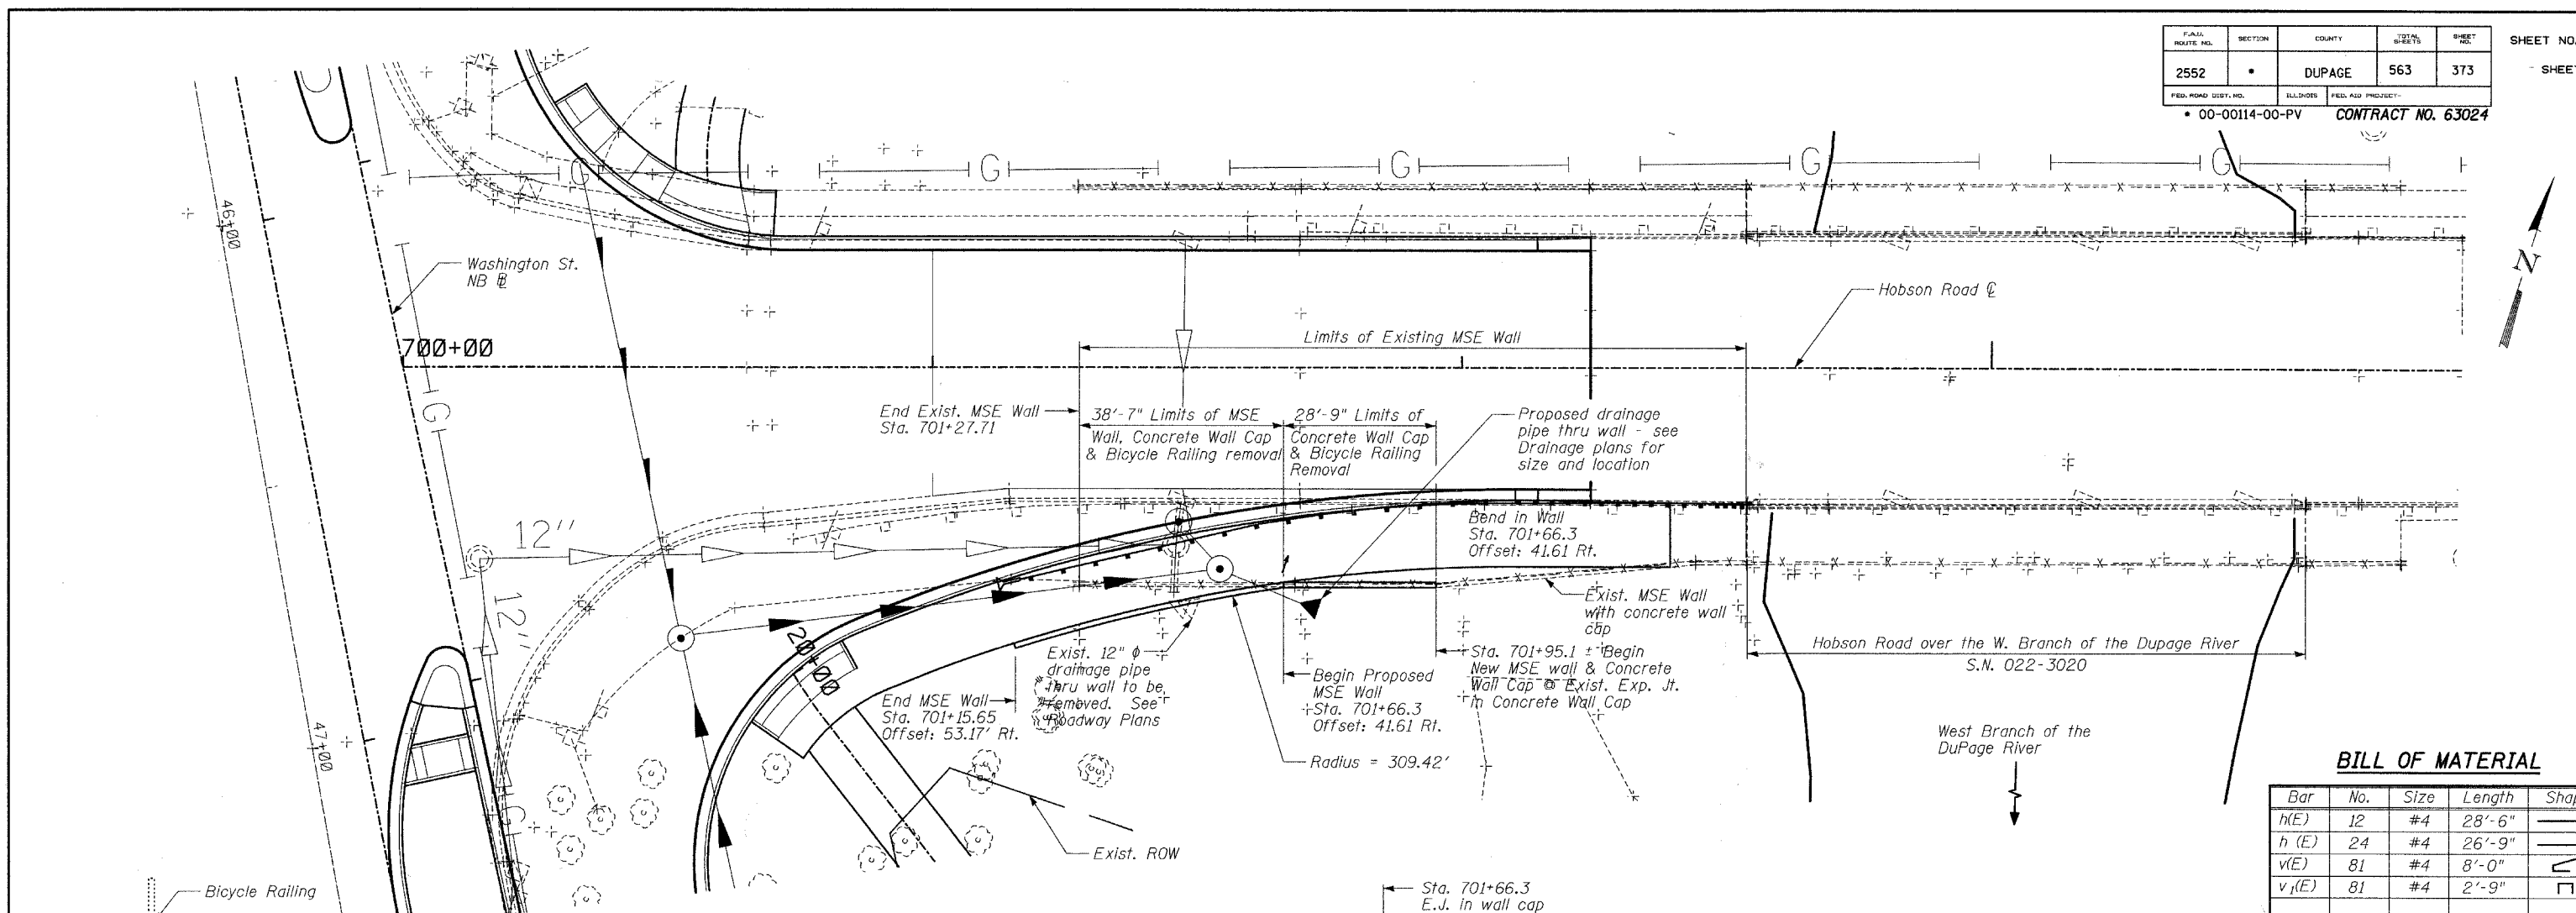 F.A.U. ROUTE NO. SECTION COUNTY TOTAL SHEETS SHEET NO.
2552 * DUPAGE 563 373
FED. ROAD DIST. NO. ILLINOIS FED. AID PROJECT-
* 00-00114-00-PV CONTRACT NO. 63024
SHEET NO.
SHEET
G G G G G
N
46+00
Washington St.
NB ℄
Hobson Road ℄
700+00
Limits of Existing MSE Wall
G
End Exist. MSE Wall
Sta. 701+27.71
38'-7" Limits of MSE
Wall, Concrete Wall Cap
& Bicycle Railing removal
28'-9" Limits of
Concrete Wall Cap
& Bicycle Railing
Removal
Proposed drainage
pipe thru wall - see
Drainage plans for
size and location
12"
12"
Bend in Wall
Sta. 701+66.3
Offset: 41.61 Rt.
Exist. MSE Wall
with concrete wall
cap
20+00
Exist. 12" ϕ
drainage pipe
thru wall to be
removed. See
Roadway Plans
End MSE Wall
Sta. 701+15.65
Offset: 53.17' Rt.
Begin Proposed
MSE Wall
Sta. 701+66.3
Offset: 41.61 Rt.
Sta. 701+95.1 ± Begin
New MSE wall & Concrete
Wall Cap @ Exist. Exp. Jt.
in Concrete Wall Cap
Hobson Road over the W. Branch of the Dupage River
S.N. 022-3020
Radius = 309.42'
West Branch of the
DuPage River
47+00
G
Exist. ROW
Bicycle Railing
Sta. 701+66.3
E.J. in wall cap
BILL OF MATERIAL
Bar No. Size Length
h(E) 12 #4 28'-6"
h (E) 24 #4 26'-9"
v(E) 81 #4 8'-0"
v1(E) 81 #4 2'-9"